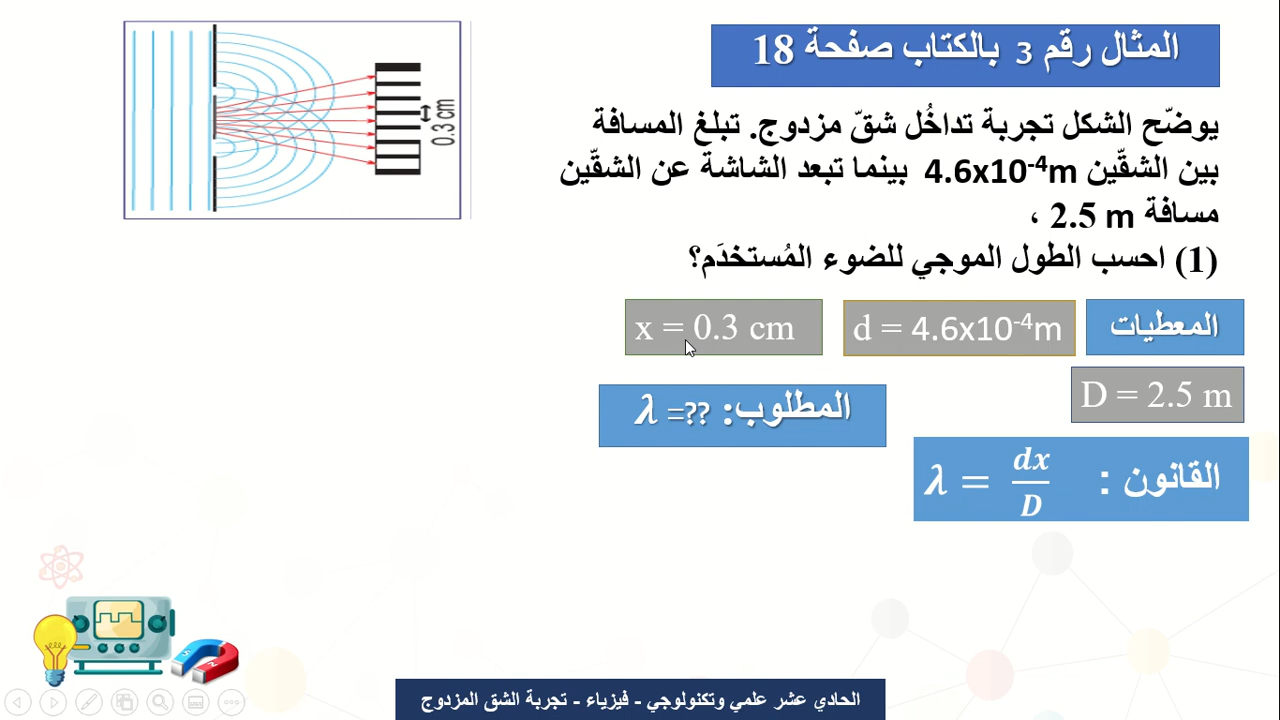 المثال رقم 3 بالكتاب صفحة 18
0.3 cm
يوضّح الشكل تجربة تداخُل شقّ مزدوج. تبلغ المسافة
بين الشقّين 4.6x10⁻⁴m بينما تبعد الشاشة عن الشقّين
مسافة 2.5 m ،
(1) احسب الطول الموجي للضوء المُستخدَم؟
المعطيات
d = 4.6x10⁻⁴m
x = 0.3 cm
D = 2.5 m
المطلوب: λ =??
القانون : λ = dx/D
الحادي عشر علمي وتكنولوجي - فيزياء - تجربة الشق المزدوج